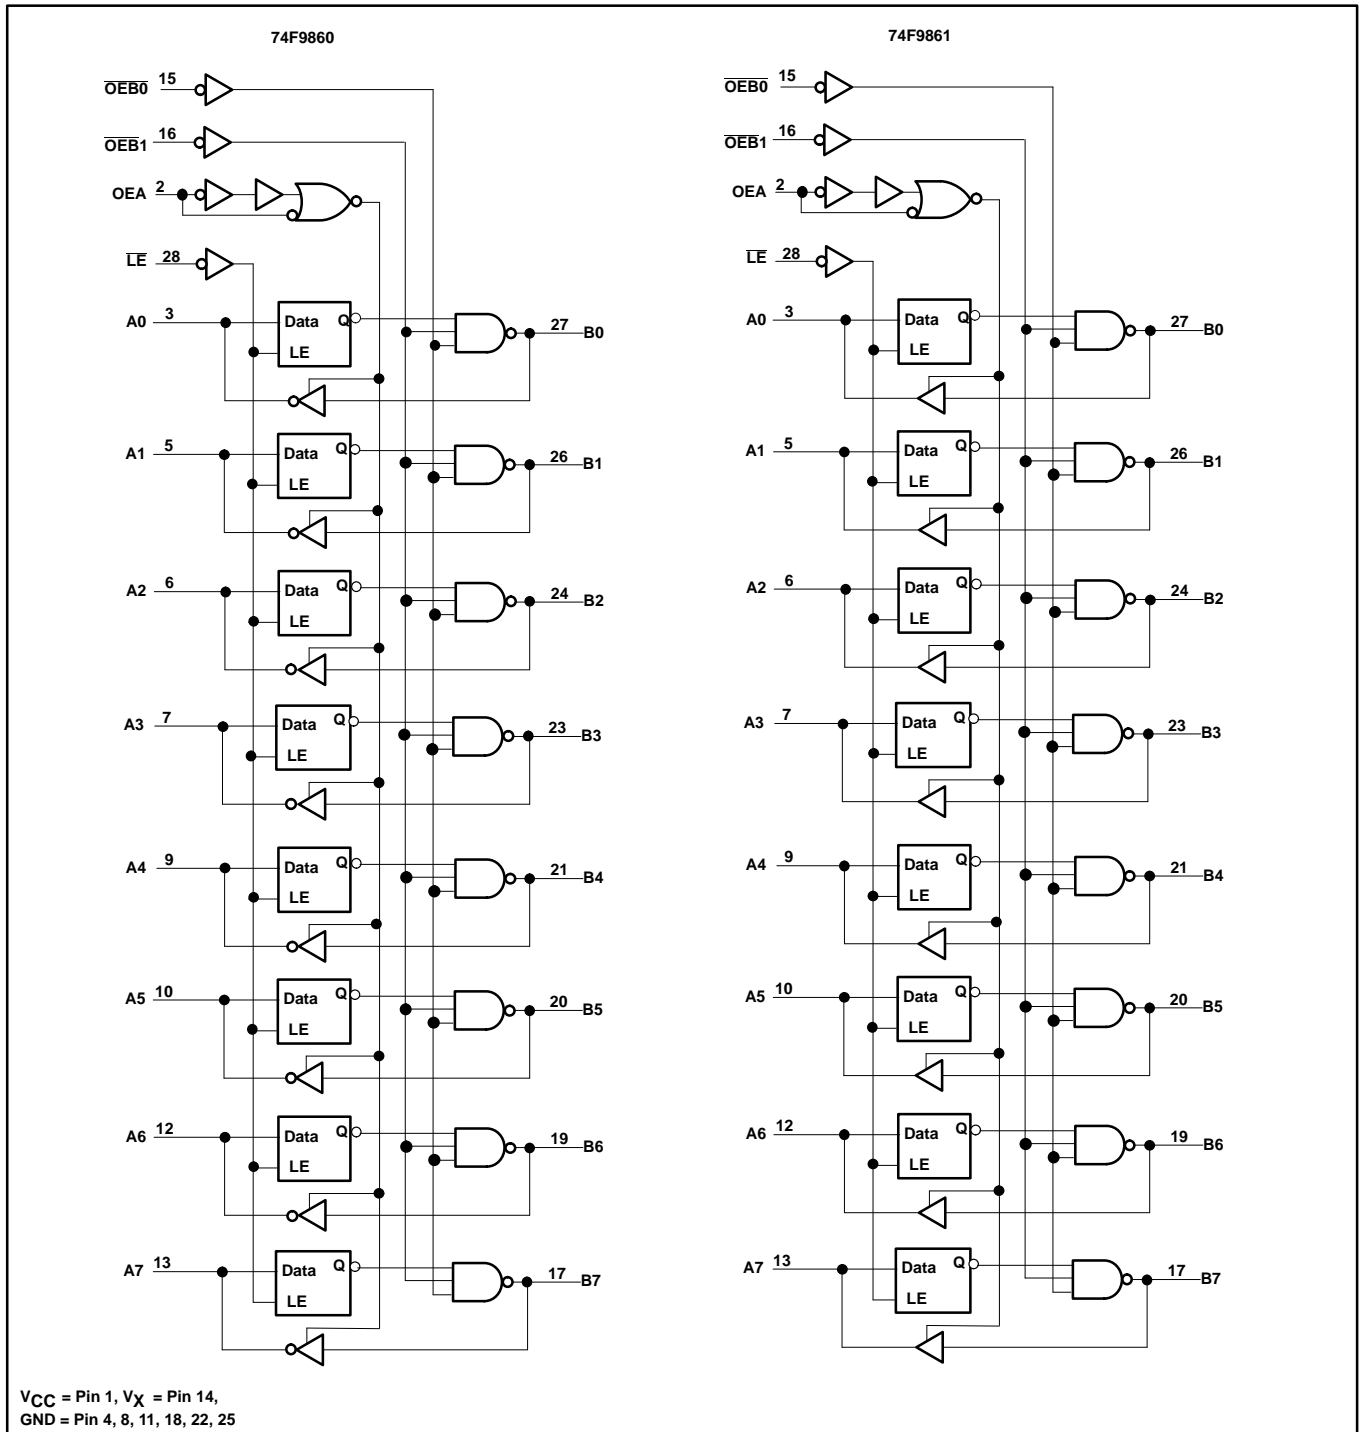 74F9860
OEB0 15
OEB1 16
OEA 2
LE 28
A0 3 Data Q LE 27 B0
A1 5 Data Q LE 26 B1
A2 6 Data Q LE 24 B2
A3 7 Data Q LE 23 B3
A4 9 Data Q LE 21 B4
A5 10 Data Q LE 20 B5
A6 12 Data Q LE 19 B6
A7 13 Data Q LE 17 B7
74F9861
OEB0 15
OEB1 16
OEA 2
LE 28
A0 3 Data Q LE 27 B0
A1 5 Data Q LE 26 B1
A2 6 Data Q LE 24 B2
A3 7 Data Q LE 23 B3
A4 9 Data Q LE 21 B4
A5 10 Data Q LE 20 B5
A6 12 Data Q LE 19 B6
A7 13 Data Q LE 17 B7
VCC = Pin 1, VX = Pin 14,
GND = Pin 4, 8, 11, 18, 22, 25